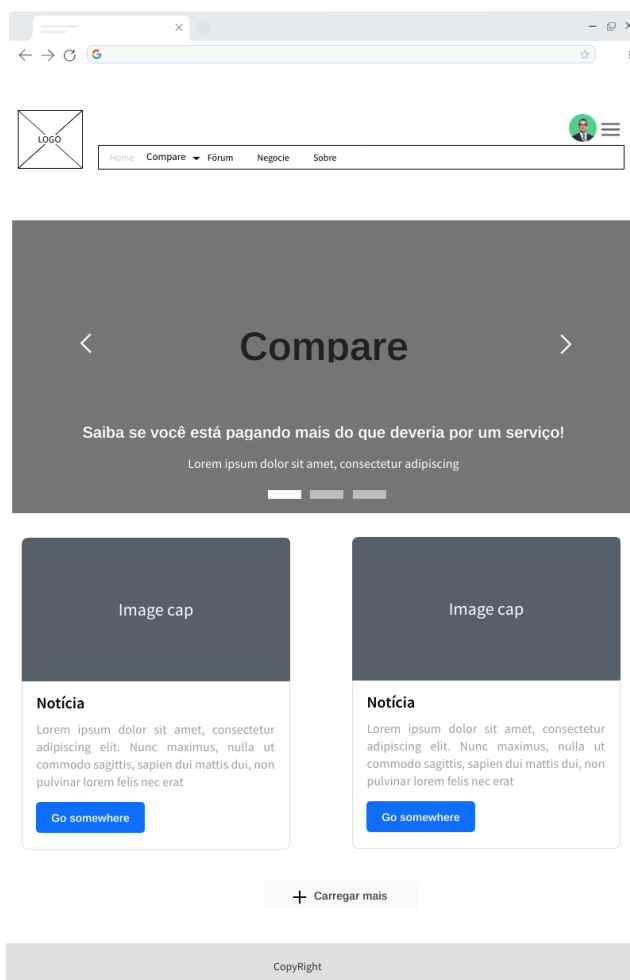 LOGO
Home Compare Fórum Negocie Sobre
Compare
Saiba se você está pagando mais do que deveria por um serviço!
Lorem ipsum dolor sit amet, consectetur adipiscing
Image cap
Notícia
Lorem ipsum dolor sit amet, consectetur
adipiscing elit. Nunc maximus, nulla ut
commodo sagittis, sapien dui mattis dui, non
pulvinar lorem felis nec erat
Go somewhere
Image cap
Notícia
Lorem ipsum dolor sit amet, consectetur
adipiscing elit. Nunc maximus, nulla ut
commodo sagittis, sapien dui mattis dui, non
pulvinar lorem felis nec erat
Go somewhere
Carregar mais
CopyRight